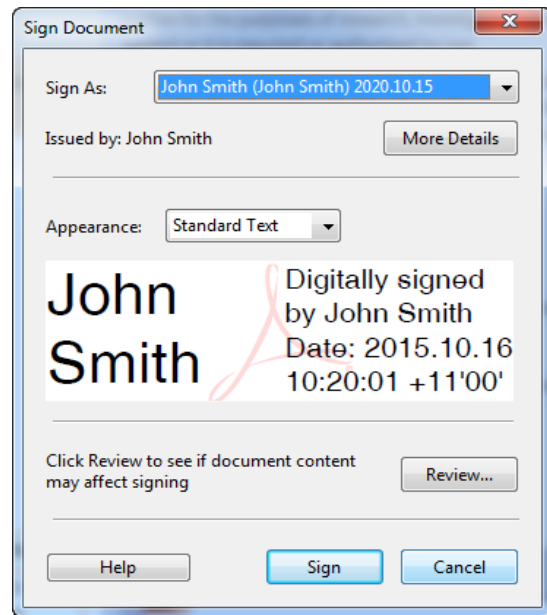 Sign Document
Sign As: John Smith (John Smith) 2020.10.15
Issued by: John Smith More Details
Appearance: Standard Text
John
Smith
Digitally signed
by John Smith
Date: 2015.10.16
10:20:01 +11'00'
Click Review to see if document content
may affect signing
Review...
Help Sign Cancel